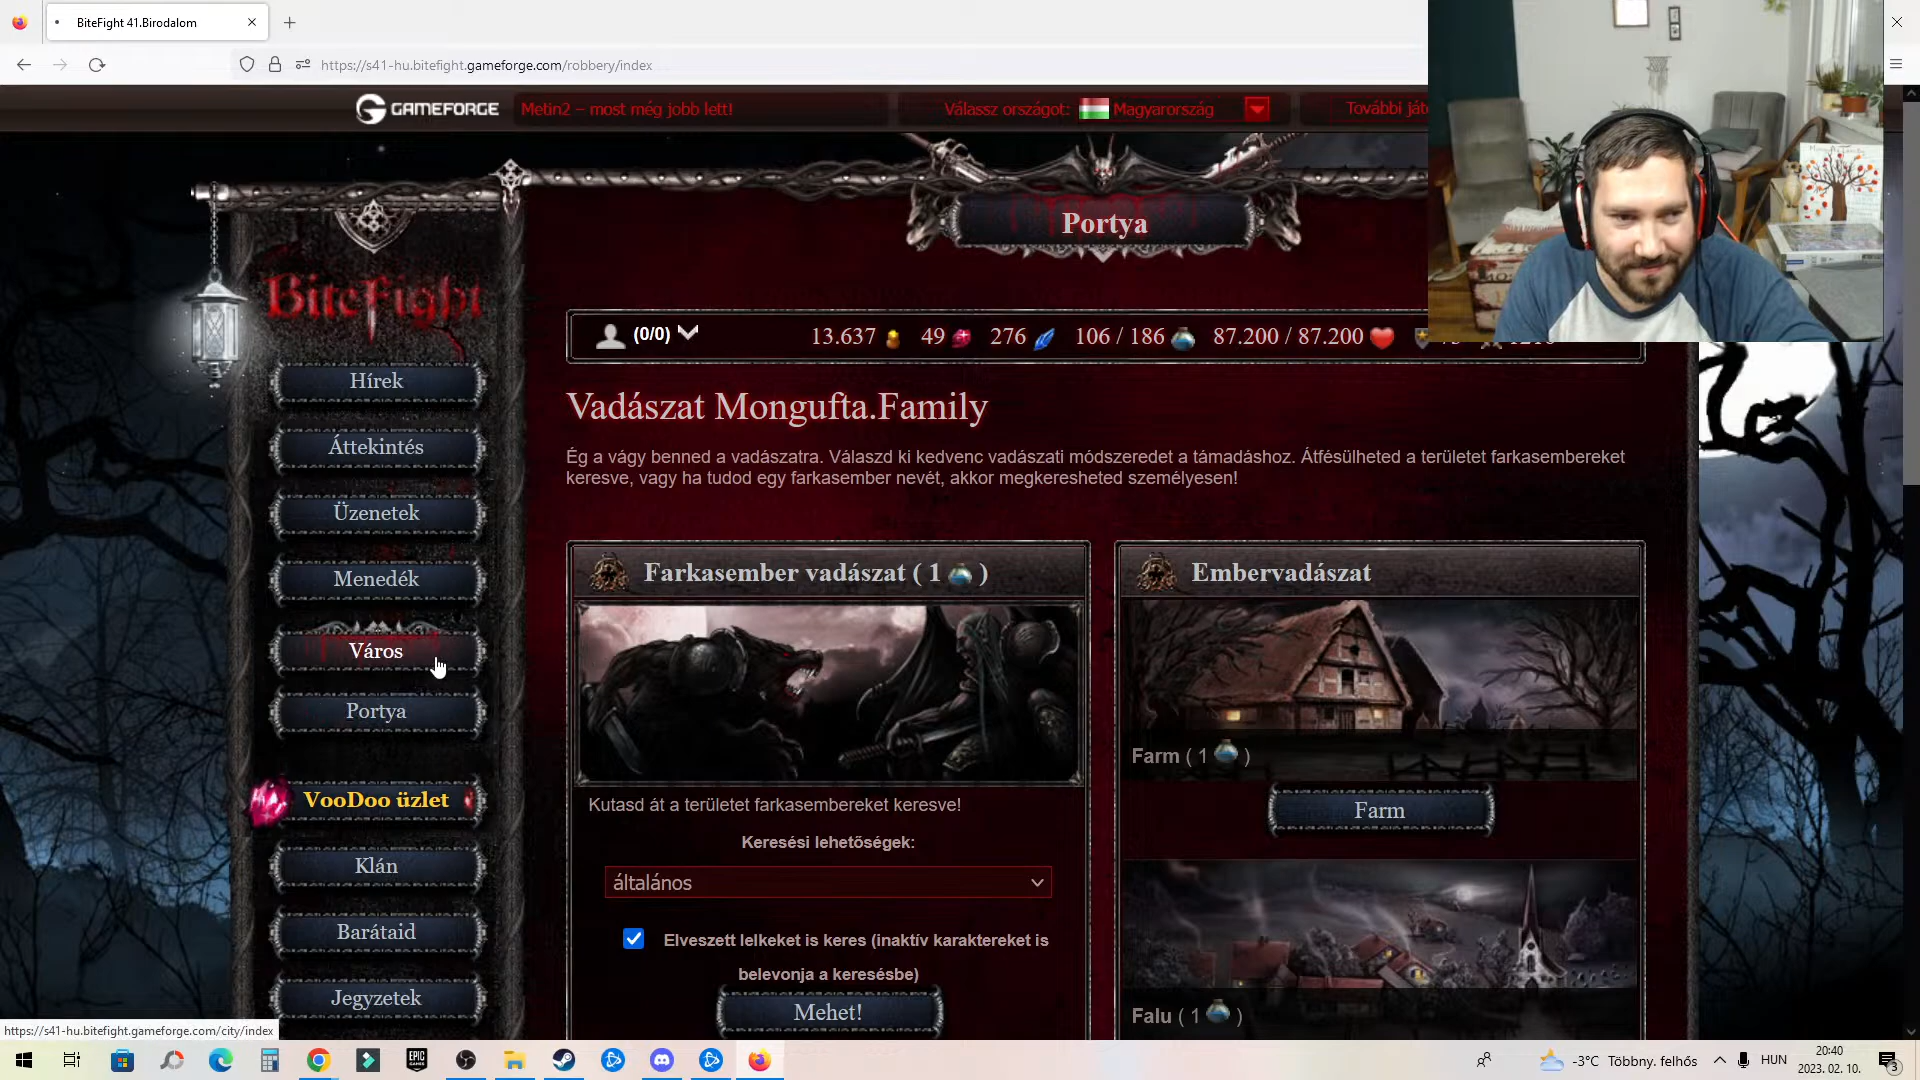 BiteFight 41.Birodalom
https://s41-hu.bitefight.gameforge.com/robbery/index
GAMEFORGE
Metin2 – most még jobb lett!
Válassz országot:
Magyarország
További
Portya
BiteFight
(0/0)
13.637
49
276
106 / 186
87.200 / 87.200
Hírek
Áttekintés
Üzenetek
Menedék
Város
Portya
VooDoo üzlet
Klán
Barátaid
Jegyzetek
Vadászat Mongufta.Family
Ég a vágy benned a vadászatra. Válaszd ki kedvenc vadászati módszeredet a támadáshoz. Átfésülheted a területet farkasembereket
keresve, vagy ha tudod egy farkasember nevét, akkor megkeresheted személyesen!
Farkasember vadászat ( 1 )
Kutasd át a területet farkasembereket keresve!
Keresési lehetőségek:
általános
Elveszett lelkeket is keres (inaktív karaktereket is
belevonja a keresésbe)
Mehet!
Embervadászat
Farm ( 1 )
Farm
Falu ( 1 )
https://s41-hu.bitefight.gameforge.com/city/index
EPIC
GAMES
-3°C Többny. felhős
HUN
20:40
2023. 02. 10.
3